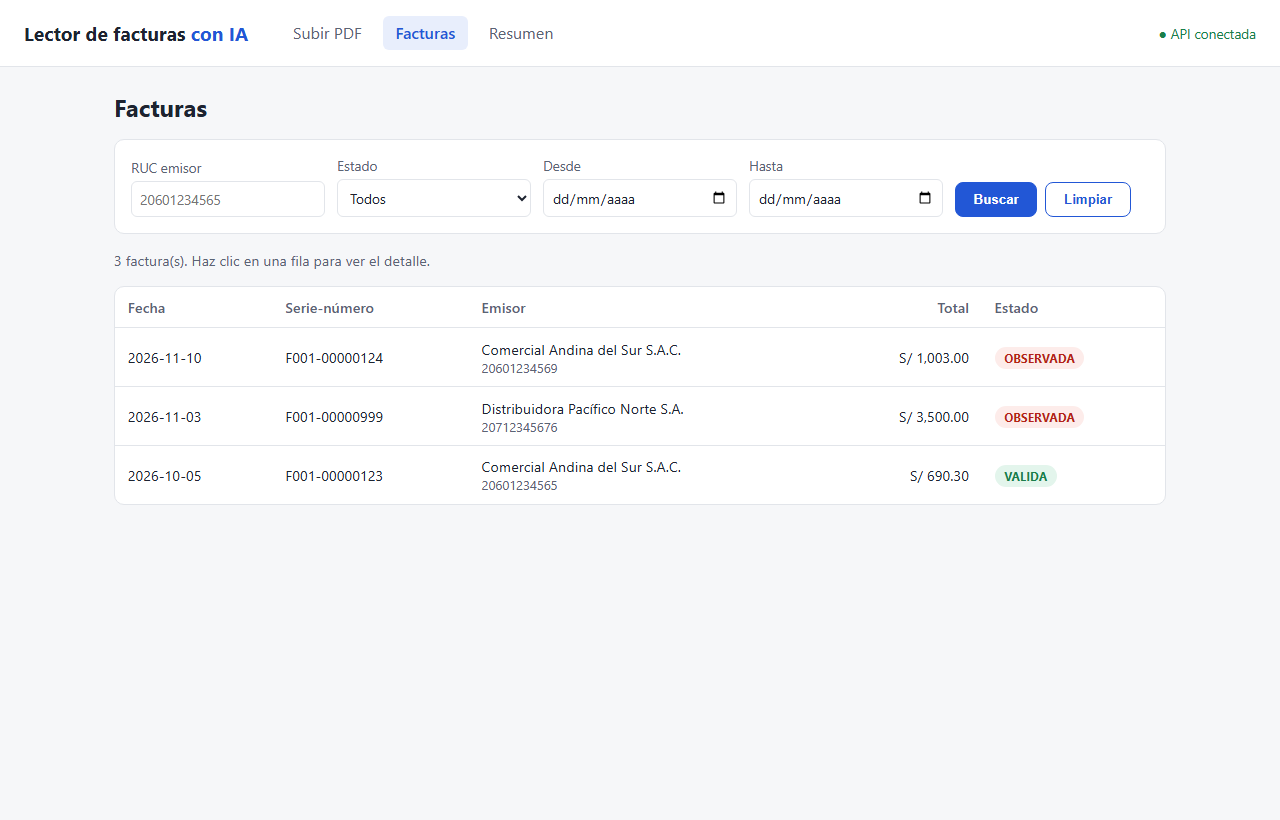 Lector de facturas con IA Subir PDF Facturas Resumen ● API conectada
Facturas
RUC emisor Estado Desde Hasta
20601234565 Todos dd/mm/aaaa dd/mm/aaaa Buscar Limpiar
3 factura(s). Haz clic en una fila para ver el detalle.
Fecha Serie-número Emisor Total Estado
2026-11-10 F001-00000124 Comercial Andina del Sur S.A.C. S/ 1,003.00 OBSERVADA
20601234569
2026-11-03 F001-00000999 Distribuidora Pacífico Norte S.A. S/ 3,500.00 OBSERVADA
20712345676
2026-10-05 F001-00000123 Comercial Andina del Sur S.A.C. S/ 690.30 VALIDA
20601234565